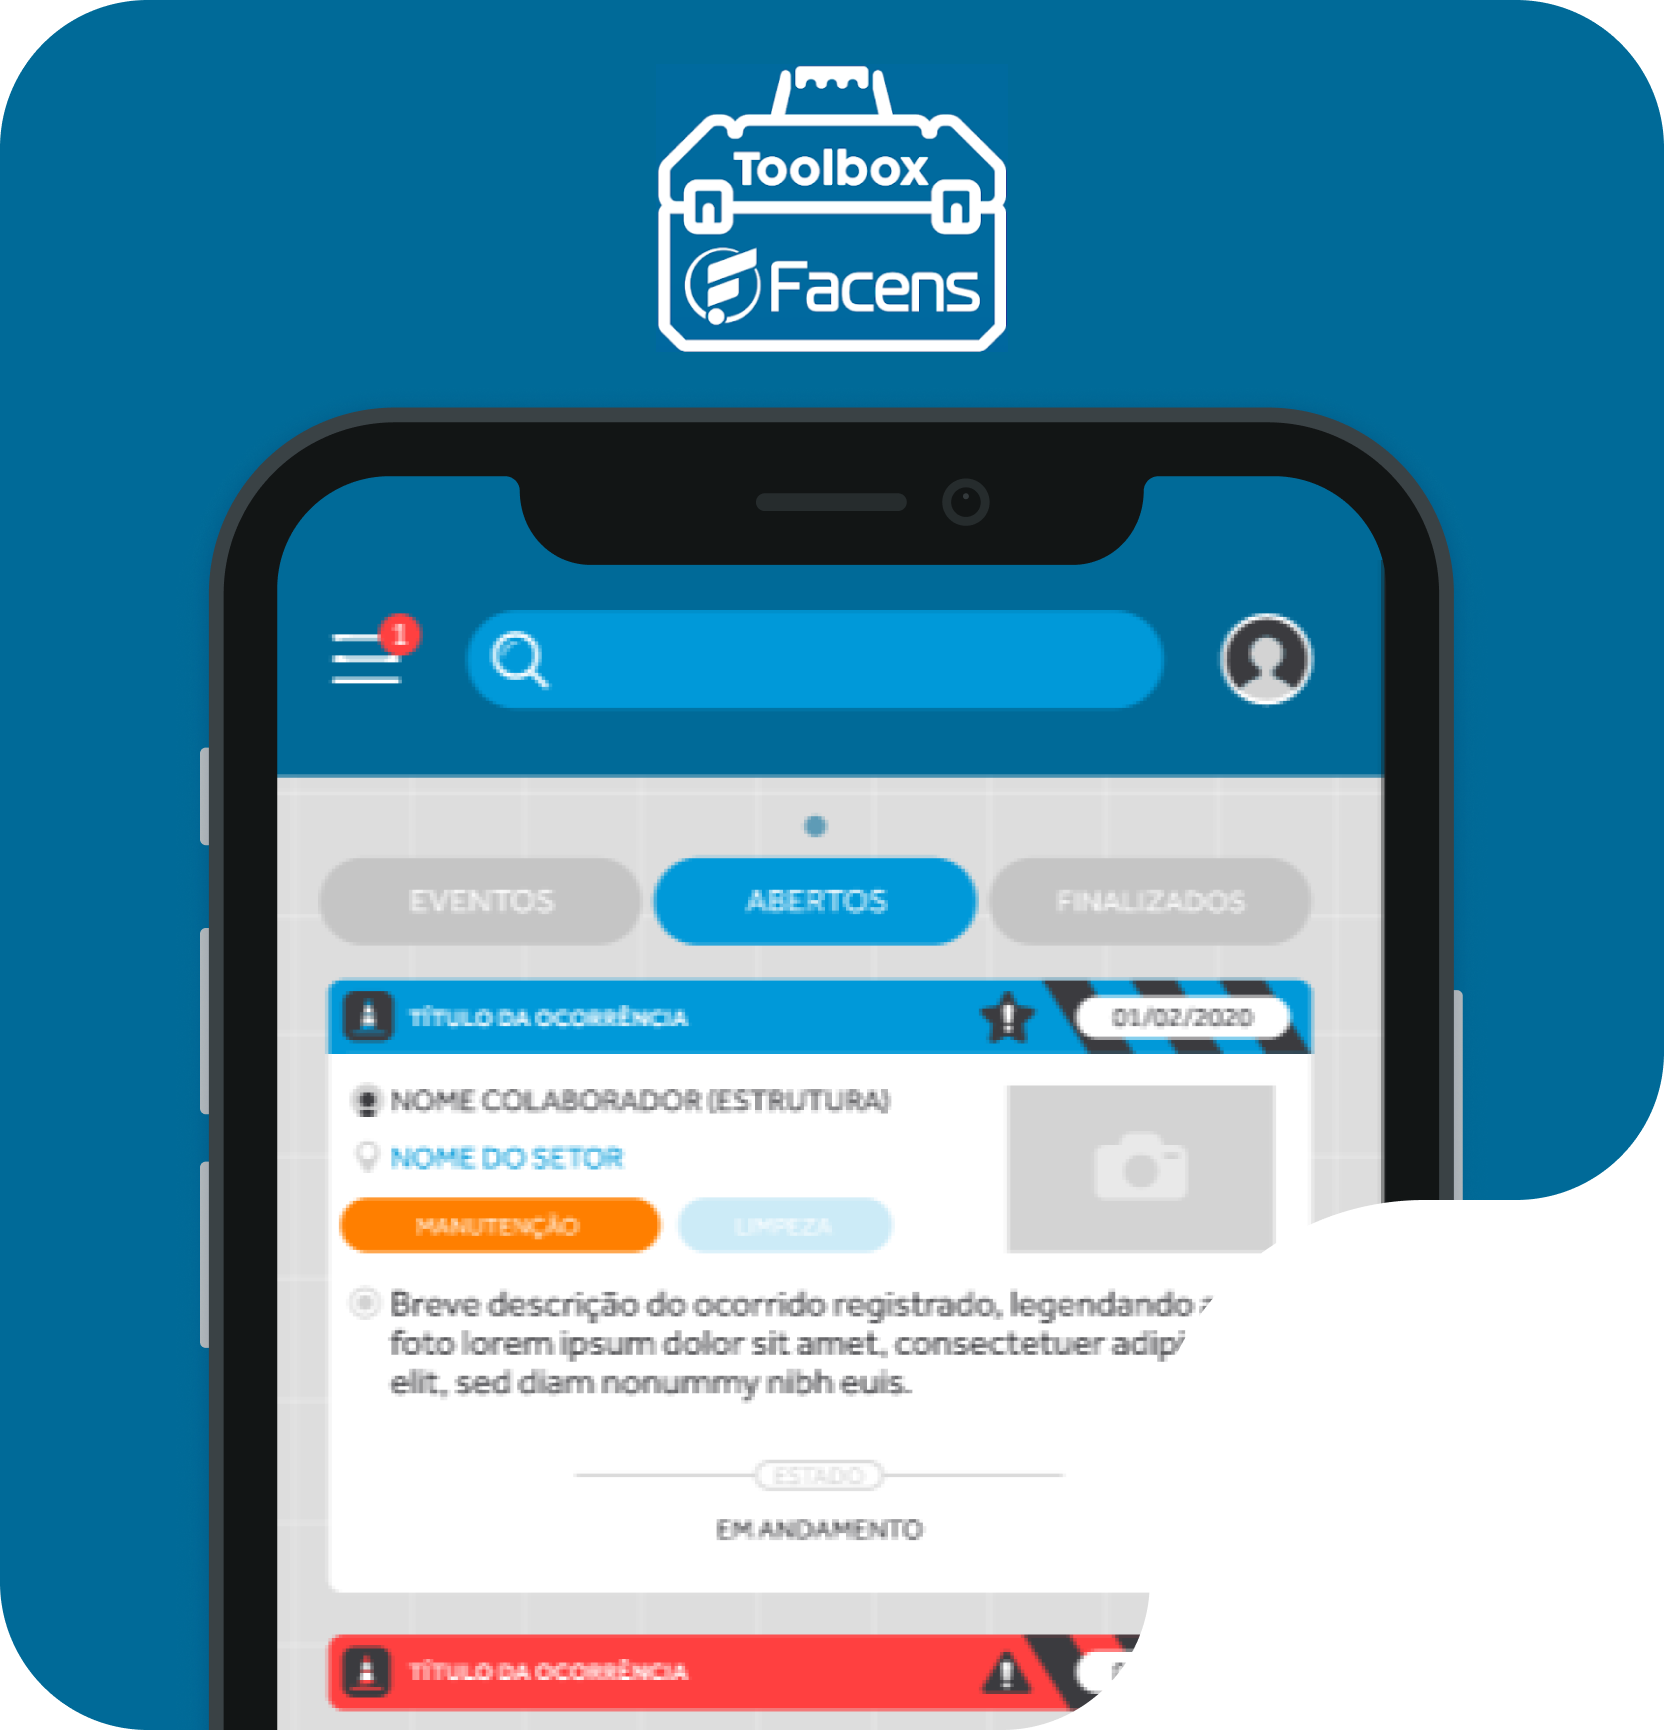 Toolbox
Facens
1
EVENTOS
ABERTOS
FINALIZADOS
TÍTULO DA OCORRÊNCIA
01/02/2020
NOME COLABORADOR (ESTRUTURA)
NOME DO SETOR
MANUTENÇÃO
LIMPEZA
Breve descrição do ocorrido registrado, legendando
foto lorem ipsum dolor sit amet, consectetuer adip
elit, sed diam nonummy nibh euis.
ESTADO
EM ANDAMENTO
TÍTULO DA OCORRÊNCIA